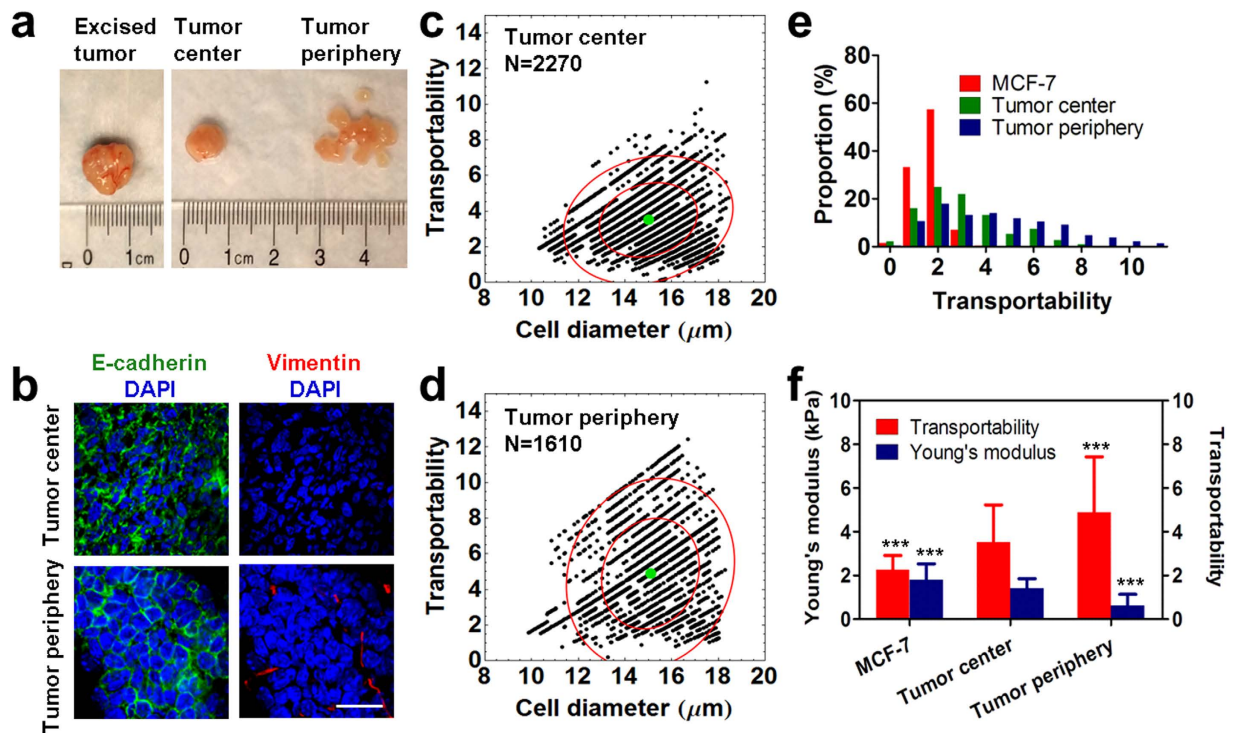 a
Excised
tumor
Tumor
center
Tumor
periphery
0 1cm
0 1cm 2 3 4
b
E-cadherin
DAPI
Vimentin
DAPI
Tumor center
Tumor periphery
c
Tumor center
N=2270
Transportability
14
12
10
8
6
4
2
0
8 10 12 14 16 18 20
Cell diameter (μm)
d
Tumor periphery
N=1610
Transportability
14
12
10
8
6
4
2
0
8 10 12 14 16 18 20
Cell diameter (μm)
e
Proportion (%)
80
60
40
20
0
MCF-7
Tumor center
Tumor periphery
0 2 4 6 8 10
Transportability
f
Young's modulus (kPa)
10
8
6
4
2
0
Transportability
Young's modulus
*** ***
***
***
10
8
6
4
2
0
Transportability
MCF-7
Tumor center
Tumor periphery